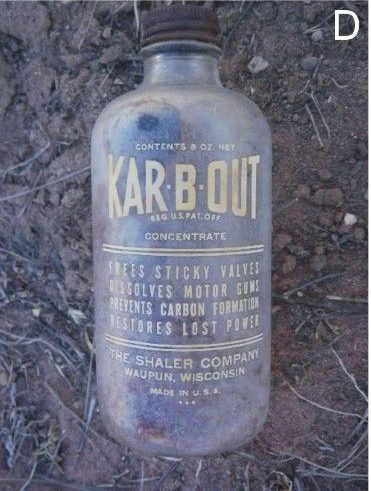 D
CONTENTS 8 OZ. NET
KAR·B·OUT
REG. U.S. PAT. OFF
CONCENTRATE
FREES STICKY VALVES
DISSOLVES MOTOR GUMS
PREVENTS CARBON FORMATION
RESTORES LOST POWER
THE SHALER COMPANY
WAUPUN, WISCONSIN
MADE IN U.S.A.